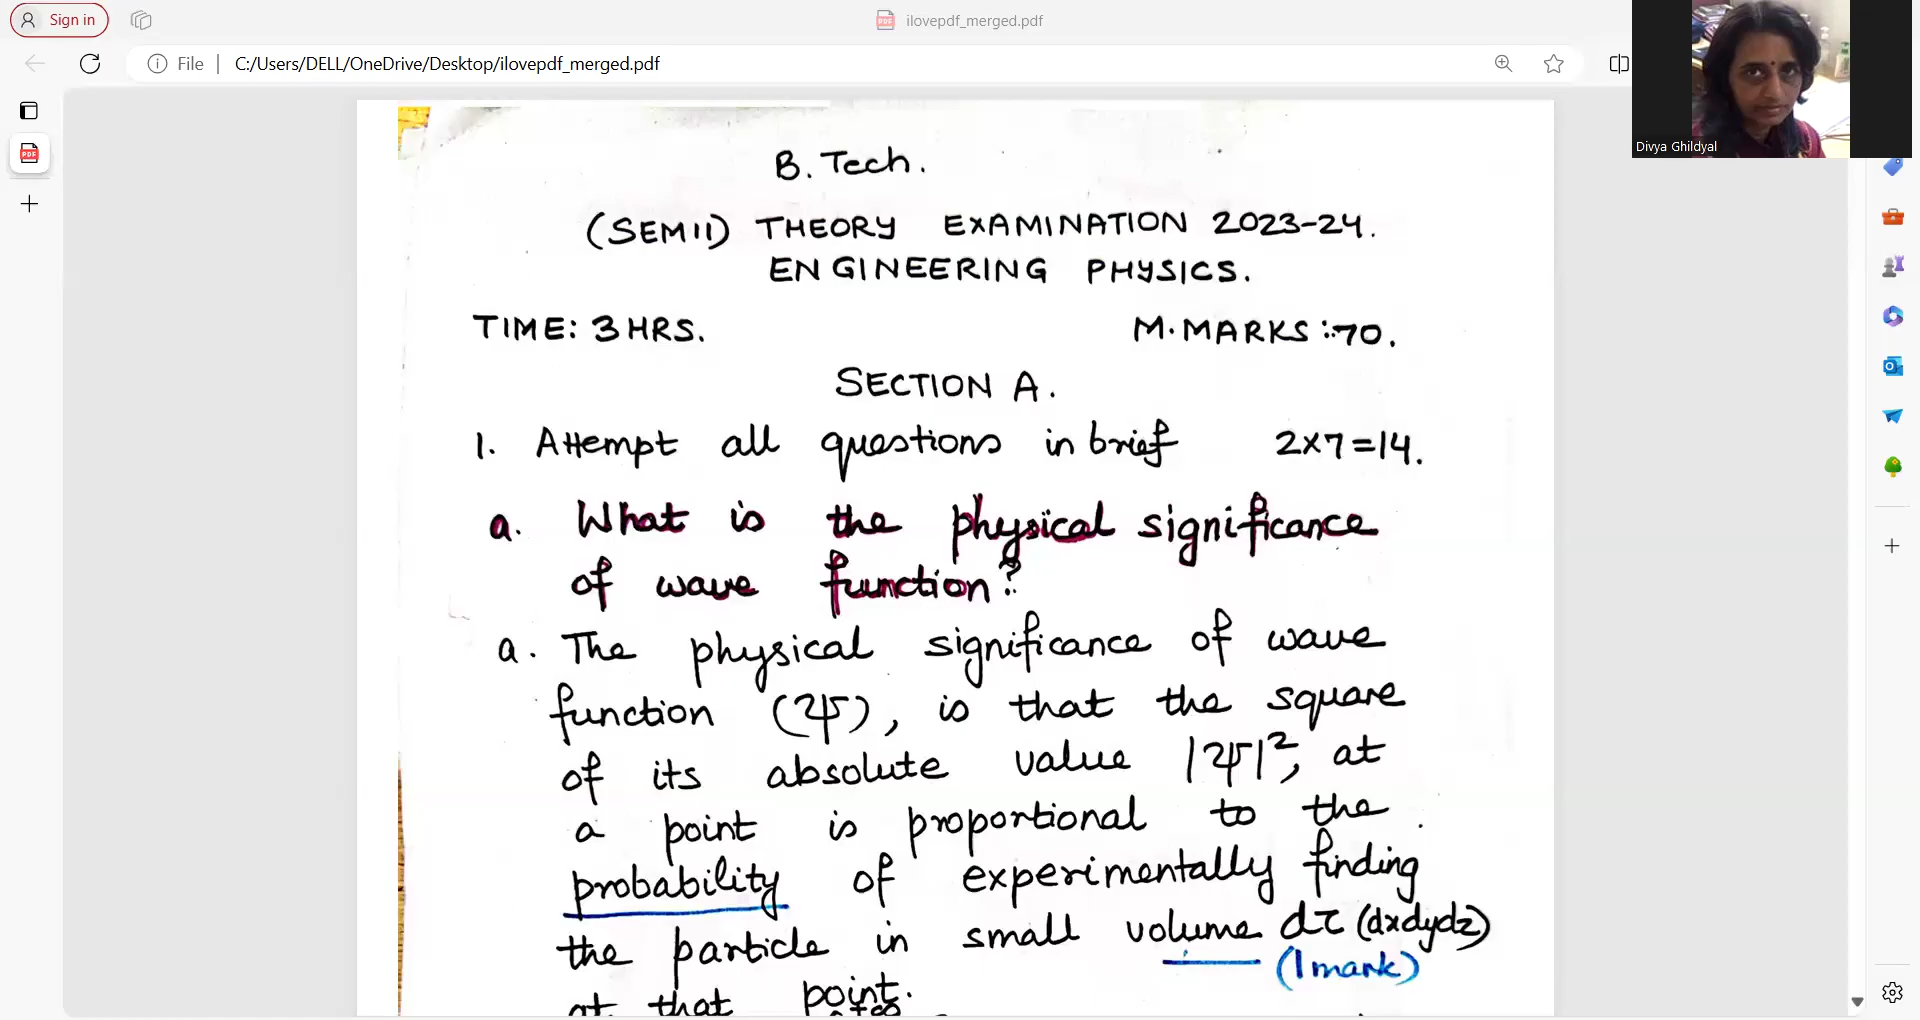 Sign in
ilovepdf_merged.pdf
File
C:/Users/DELL/OneDrive/Desktop/ilovepdf_merged.pdf
Divya Ghildyal
B. Tech.
(SEM II) THEORY EXAMINATION 2023-24.
ENGINEERING PHYSICS.
TIME: 3 HRS. M. MARKS :- 70.
SECTION A.
1. Attempt all questions in brief 2x7=14.
a. What is the physical significance
of wave function?
a. The physical significance of wave
function (ψ), is that the square
of its absolute value |ψ|², at
a point is proportional to the
probability of experimentally finding
the particle in small volume dτ (dxdydz)
(1 mark)
at that point.